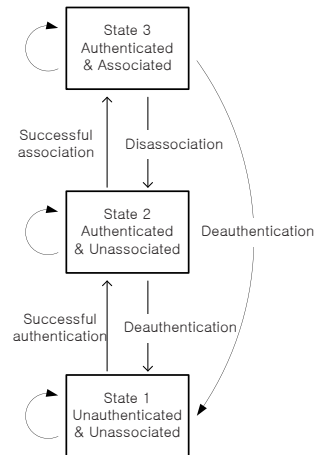 State 3
Authenticated
& Associated
Successful
association
Disassociation
State 2
Authenticated
& Unassociated
Deauthentication
Successful
authentication
Deauthentication
State 1
Unauthenticated
& Unassociated